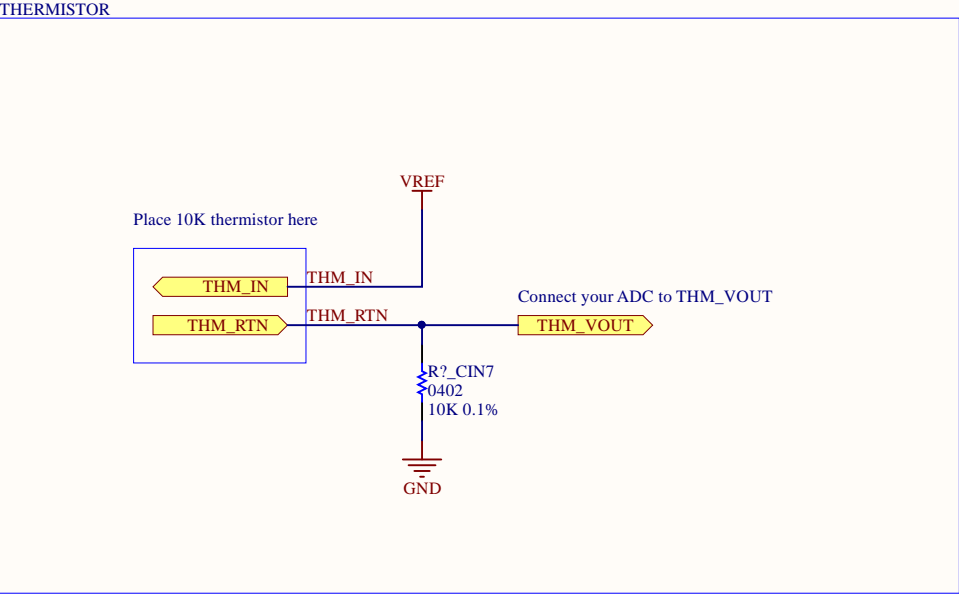 THERMISTOR
VREF
Place 10K thermistor here
THM_IN
THM_IN
Connect your ADC to THM_VOUT
THM_RTN
THM_RTN
THM_VOUT
R?_CIN7
0402
10K 0.1%
GND